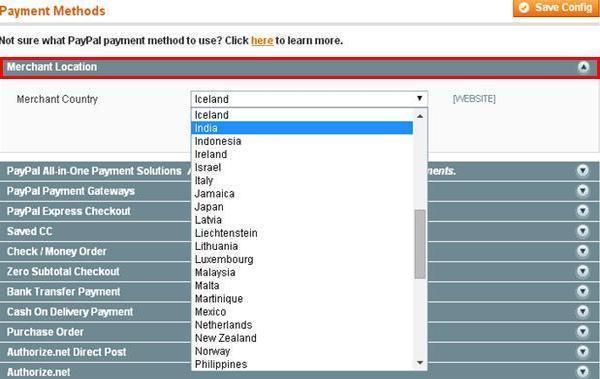 Payment Methods
Save Config
Not sure what PayPal payment method to use? Click here to learn more.
Merchant Location
Merchant Country
Iceland
[WEBSITE]
Iceland
India
Indonesia
Ireland
Israel
Italy
Jamaica
Japan
Latvia
Liechtenstein
Lithuania
Luxembourg
Malaysia
Malta
Martinique
Mexico
Netherlands
New Zealand
Norway
Philippines
PayPal All-in-One Payment Solutions
PayPal Payment Gateways
PayPal Express Checkout
Saved CC
Check / Money Order
Zero Subtotal Checkout
Bank Transfer Payment
Cash On Delivery Payment
Purchase Order
Authorize.net Direct Post
Authorize.net